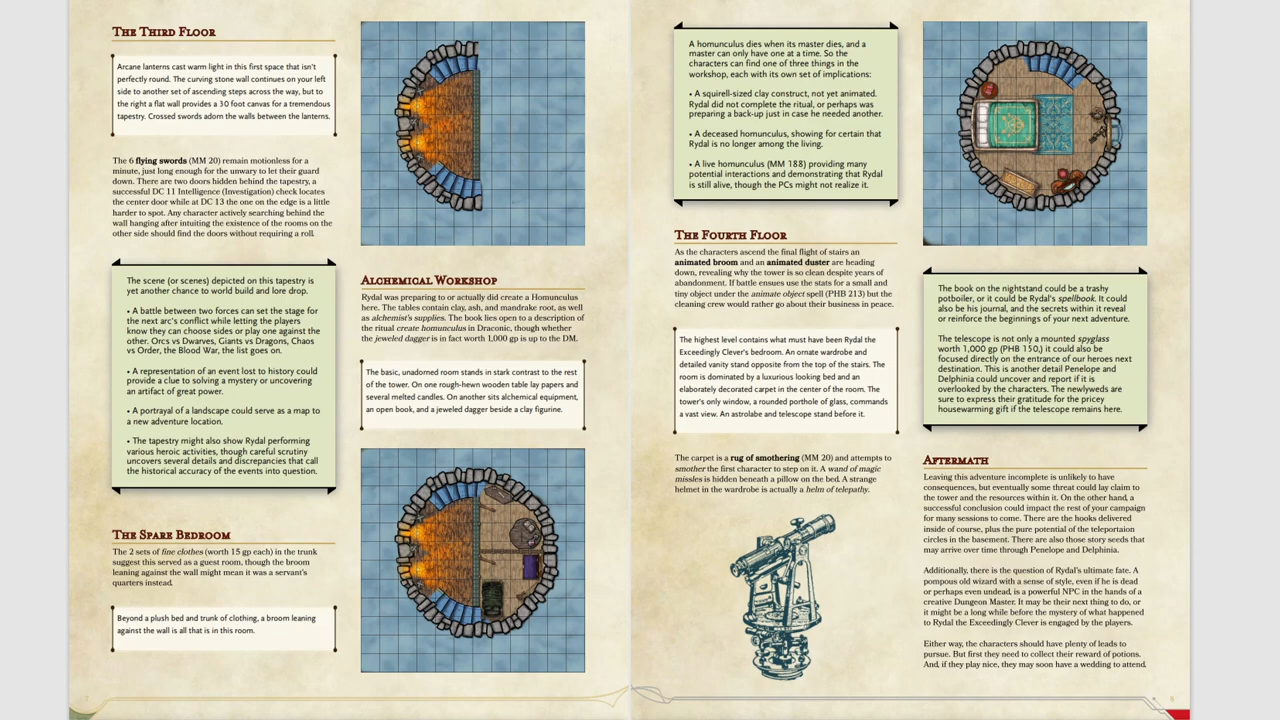 The Third Floor
Arcane lanterns cast warm light in this first space that isn't
perfectly round. The curving stone wall continues on your left
side to another set of ascending steps across the way, but to
the right a flat wall provides a 30 foot canvas for a tremendous
tapestry. Crossed swords adorn the walls between the lanterns.
The 6 flying swords (MM 20) remain motionless for a
minute, just long enough for the unwary to let their guard
down. There are two doors hidden behind the tapestry, a
successful DC 11 Intelligence (Investigation) check locates
the center door while at DC 13 the one on the edge is a little
harder to spot. Any character actively searching behind the
wall hanging after intuiting the existence of the rooms on the
other side should find the doors without requiring a roll.
The scene (or scenes) depicted on this tapestry is
yet another chance to world build and lore drop.
• A battle between two forces can set the stage for
the next arc's conflict while letting the players
know they can choose sides or play one against the
other. Orcs vs Dwarves, Giants vs Dragons, Chaos
vs Order, the Blood War, the list goes on.
• A representation of an event lost to history could
provide a clue to solving a mystery or uncovering
an artifact of great power.
• A portrayal of a landscape could serve as a map to
a new adventure location.
• The tapestry might also show Rydal performing
various heroic activities, though careful scrutiny
uncovers several details and discrepancies that call
the historical accuracy of the events into question.
The Spare Bedroom
The 2 sets of fine clothes (worth 15 gp each) in the trunk
suggest this served as a guest room, though the broom
leaning against the wall might mean it was a servant's
quarters instead.
Beyond a plush bed and trunk of clothing, a broom leaning
against the wall is all that is in this room.
Alchemical Workshop
Rydal was preparing to or actually did create a Homunculus
here. The tables contain clay, ash, and mandrake root, as well
as alchemist's supplies. The book lies open to a description of
the ritual create homunculus in Draconic, though whether
the jeweled dagger is in fact worth 1,000 gp is up to the DM.
The basic, unadorned room stands in stark contrast to the rest
of the tower. On one rough-hewn wooden table lay papers and
several melted candles. On another sits alchemical equipment,
an open book, and a jeweled dagger beside a clay figurine.
7
A homunculus dies when its master dies, and a
master can only have one at a time. So the
characters can find one of three things in the
workshop, each with its own set of implications:
• A squirrel-sized clay construct, not yet animated.
Rydal did not complete the ritual, or perhaps was
preparing a back-up just in case he needed another.
• A deceased homunculus, showing for certain that
Rydal is no longer among the living.
• A live homunculus (MM 188) providing many
potential interactions and demonstrating that Rydal
is still alive, though the PCs might not realize it.
The Fourth Floor
As the characters ascend the final flight of stairs an
animated broom and an animated duster are heading
down, revealing why the tower is so clean despite years of
abandonment. If battle ensues use the stats for a small and
tiny object under the animate object spell (PHB 213) but the
cleaning crew would rather go about their business in peace.
The highest level contains what must have been Rydal the
Exceedingly Clever's bedroom. An ornate wardrobe and
detailed vanity stand opposite from the top of the stairs. The
room is dominated by a luxurious looking bed and an
elaborately decorated carpet in the center of the room. The
tower's only window, a rounded porthole of glass, commands
a vast view. An astrolabe and telescope stand before it.
The carpet is a rug of smothering (MM 20) and attempts to
smother the first character to step on it. A wand of magic
missiles is hidden beneath a pillow on the bed. A strange
helmet in the wardrobe is actually a helm of telepathy.
The book on the nightstand could be a trashy
potboiler, or it could be Rydal's spellbook. It could
also be his journal, and the secrets within it reveal
or reinforce the beginnings of your next adventure.
The telescope is not only a mounted spyglass
worth 1,000 gp (PHB 150,) it could also be
focused directly on the entrance of our heroes next
destination. This is another detail Penelope and
Delphinia could uncover and report if it is
overlooked by the characters. The newlyweds are
sure to express their gratitude for the pricey
housewarming gift if the telescope remains here.
Aftermath
Leaving this adventure incomplete is unlikely to have
consequences, but eventually some threat could lay claim to
the tower and the resources within it. On the other hand, a
successful conclusion could impact the rest of your campaign
for many sessions to come. There are the hooks delivered
inside of course, plus the pure potential of the teleportaion
circles in the basement. There are also those story seeds that
may arrive over time through Penelope and Delphinia.
Additionally, there is the question of Rydal's ultimate fate. A
pompous old wizard with a sense of style, even if he is dead
or perhaps even undead, is a powerful NPC in the hands of a
creative Dungeon Master. It may be their next thing to do, or
it might be a long while before the mystery of what happened
to Rydal the Exceedingly Clever is engaged by the players.
Either way, the characters should have plenty of leads to
pursue. But first they need to collect their reward of potions.
And, if they play nice, they may soon have a wedding to attend.